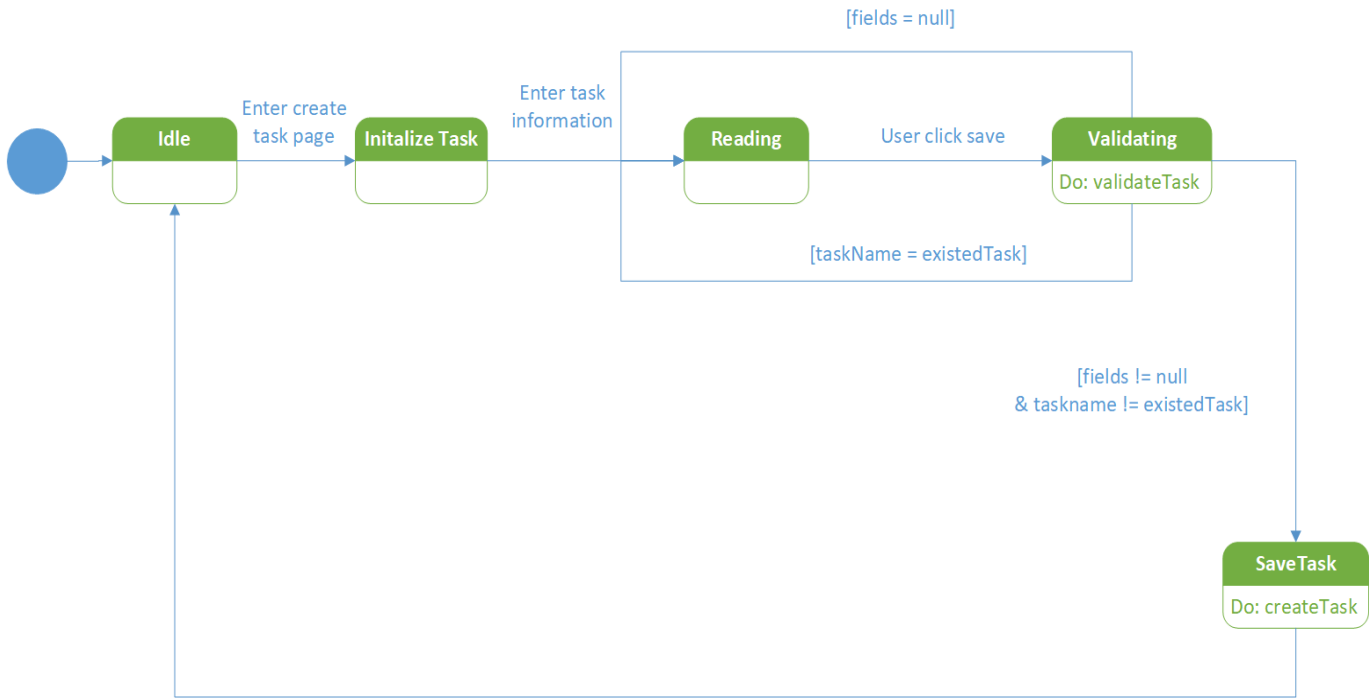 [fields = null]
Enter task
information
Enter create
task page
Idle
Initalize Task
Reading
User click save
Validating
Do: validateTask
[taskName = existedTask]
[fields != null
& taskname != existedTask]
SaveTask
Do: createTask